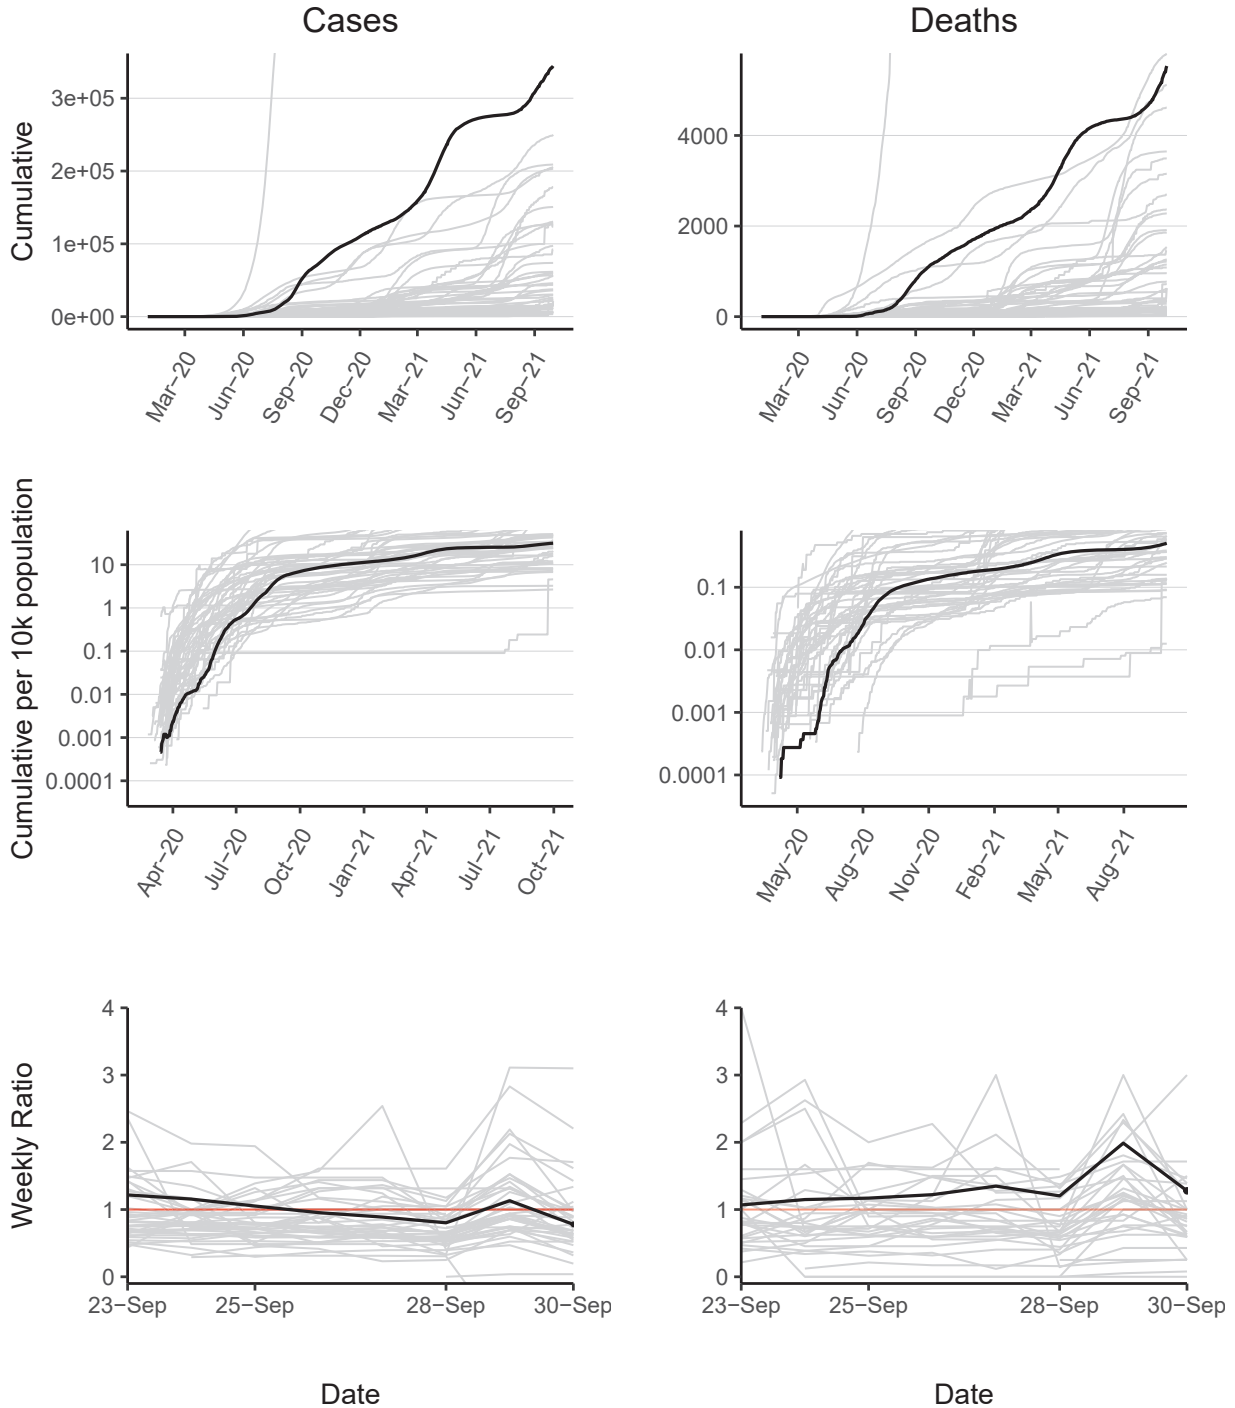 Cases
Deaths
Cumulative
3e+05
2e+05
1e+05
0e+00
Mar−20
Jun−20
Sep−20
Dec−20
Mar−21
Jun−21
Sep−21
4000
2000
0
Mar−20
Jun−20
Sep−20
Dec−20
Mar−21
Jun−21
Sep−21
Cumulative per 10k population
10
1
0.1
0.01
0.001
0.0001
Apr−20
Jul−20
Oct−20
Jan−21
Apr−21
Jul−21
Oct−21
0.1
0.01
0.001
0.0001
May−20
Aug−20
Nov−20
Feb−21
May−21
Aug−21
Weekly Ratio
4
3
2
1
0
23−Sep
25−Sep
28−Sep
30−Sep
4
3
2
1
0
23−Sep
25−Sep
28−Sep
30−Sep
Date
Date